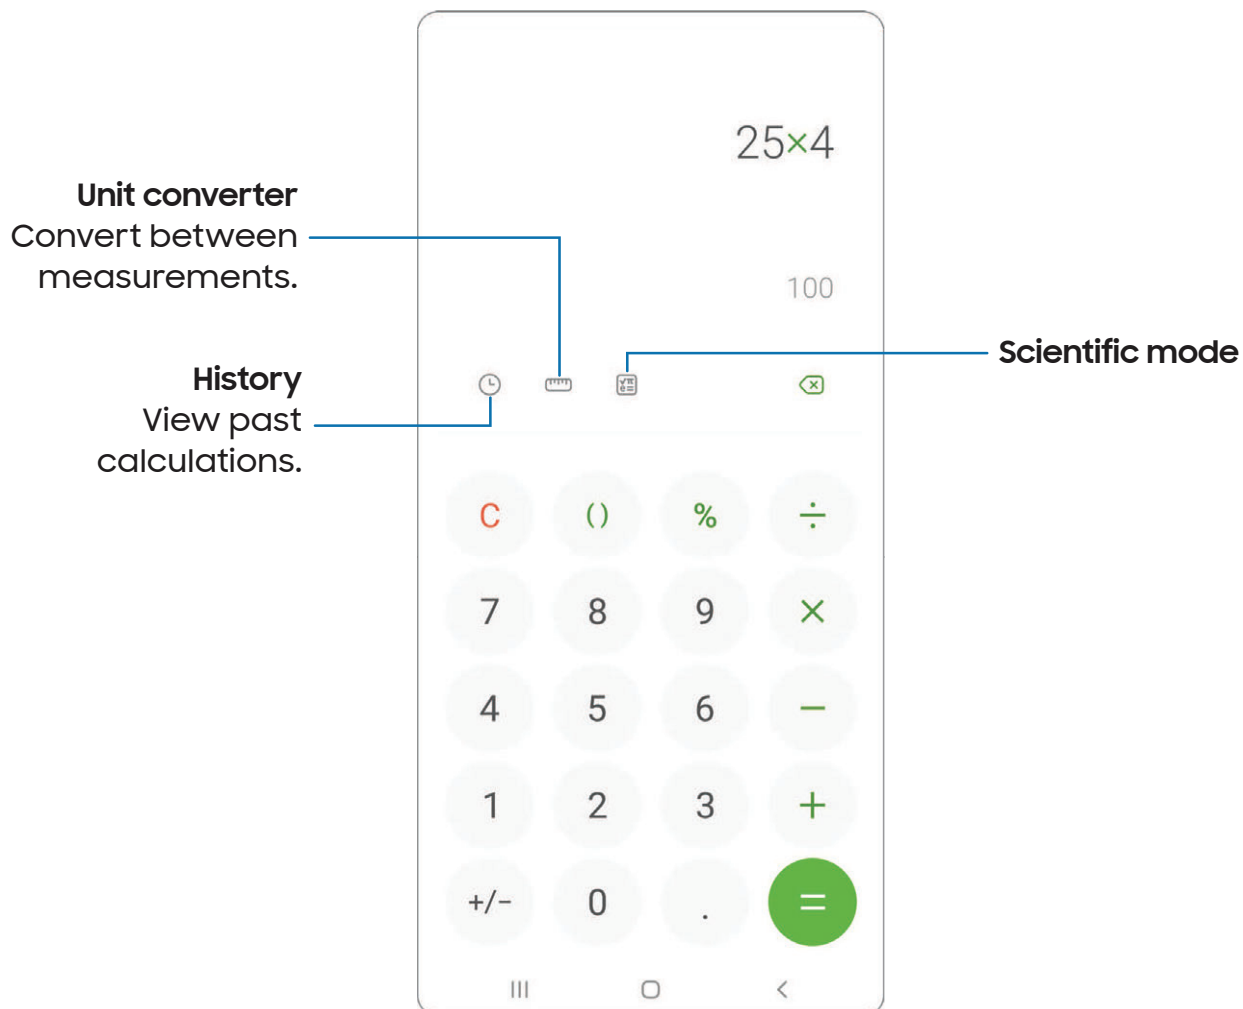 25×4
Unit converter
Convert between
measurements.
100
Scientific mode
History
View past
calculations.
C () % ÷
7 8 9 ×
4 5 6 −
1 2 3 +
+/− 0 . =